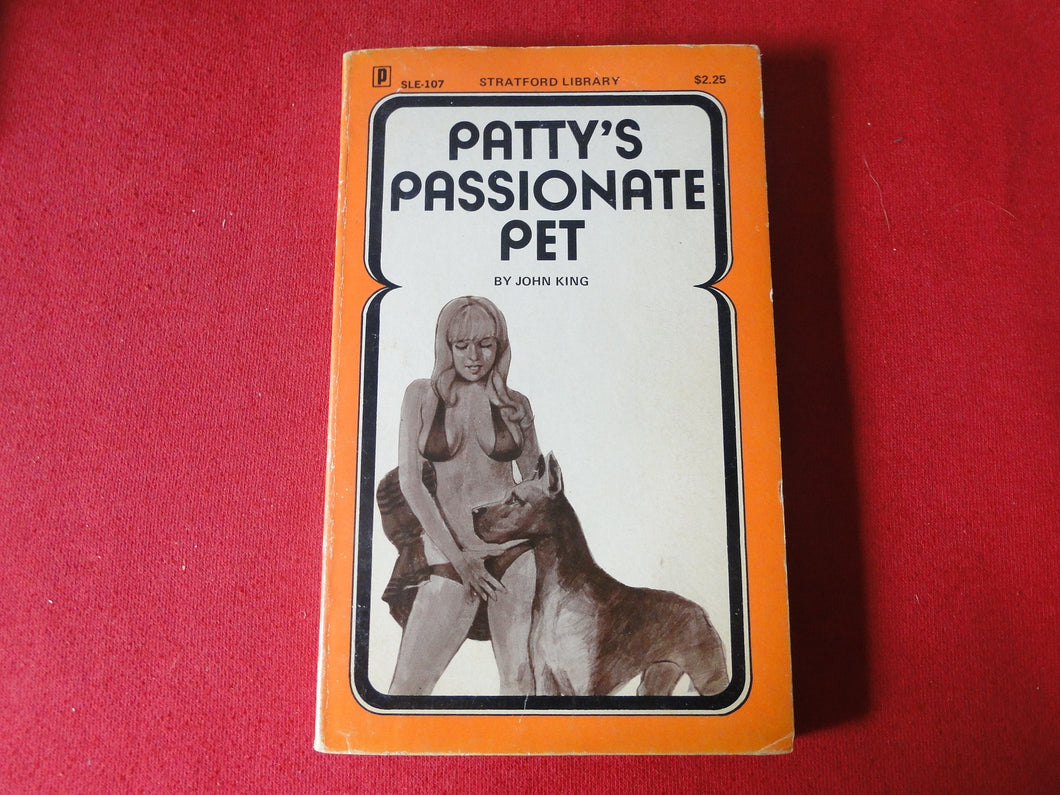 P SLE-107 STRATFORD LIBRARY $2.25
PATTY'S
PASSIONATE
PET
BY JOHN KING